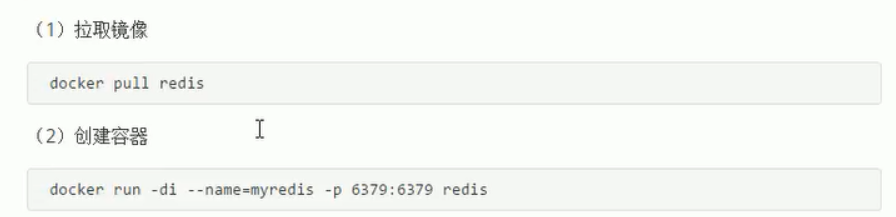 （1）拉取镜像
docker pull redis
（2）创建容器
docker run -di --name=myredis -p 6379:6379 redis